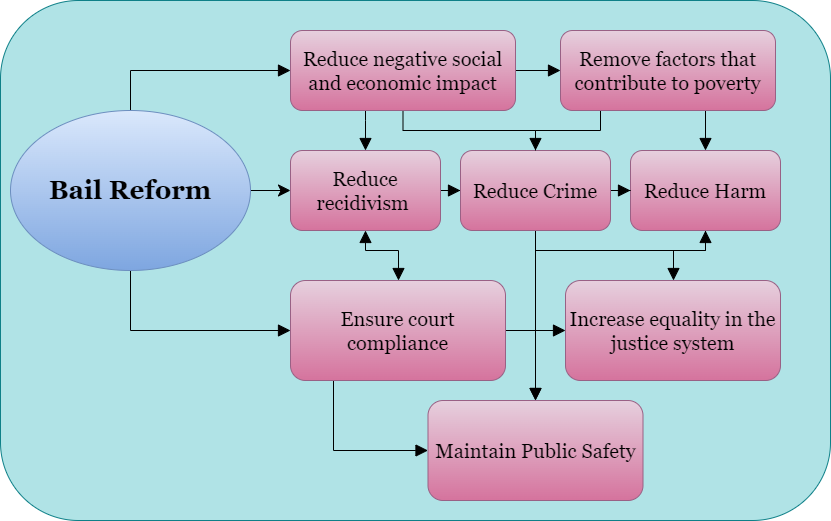 Reduce negative social
and economic impact
Remove factors that
contribute to poverty
Bail Reform
Reduce
recidivism
Reduce Crime
Reduce Harm
Ensure court
compliance
Increase equality in the
justice system
Maintain Public Safety